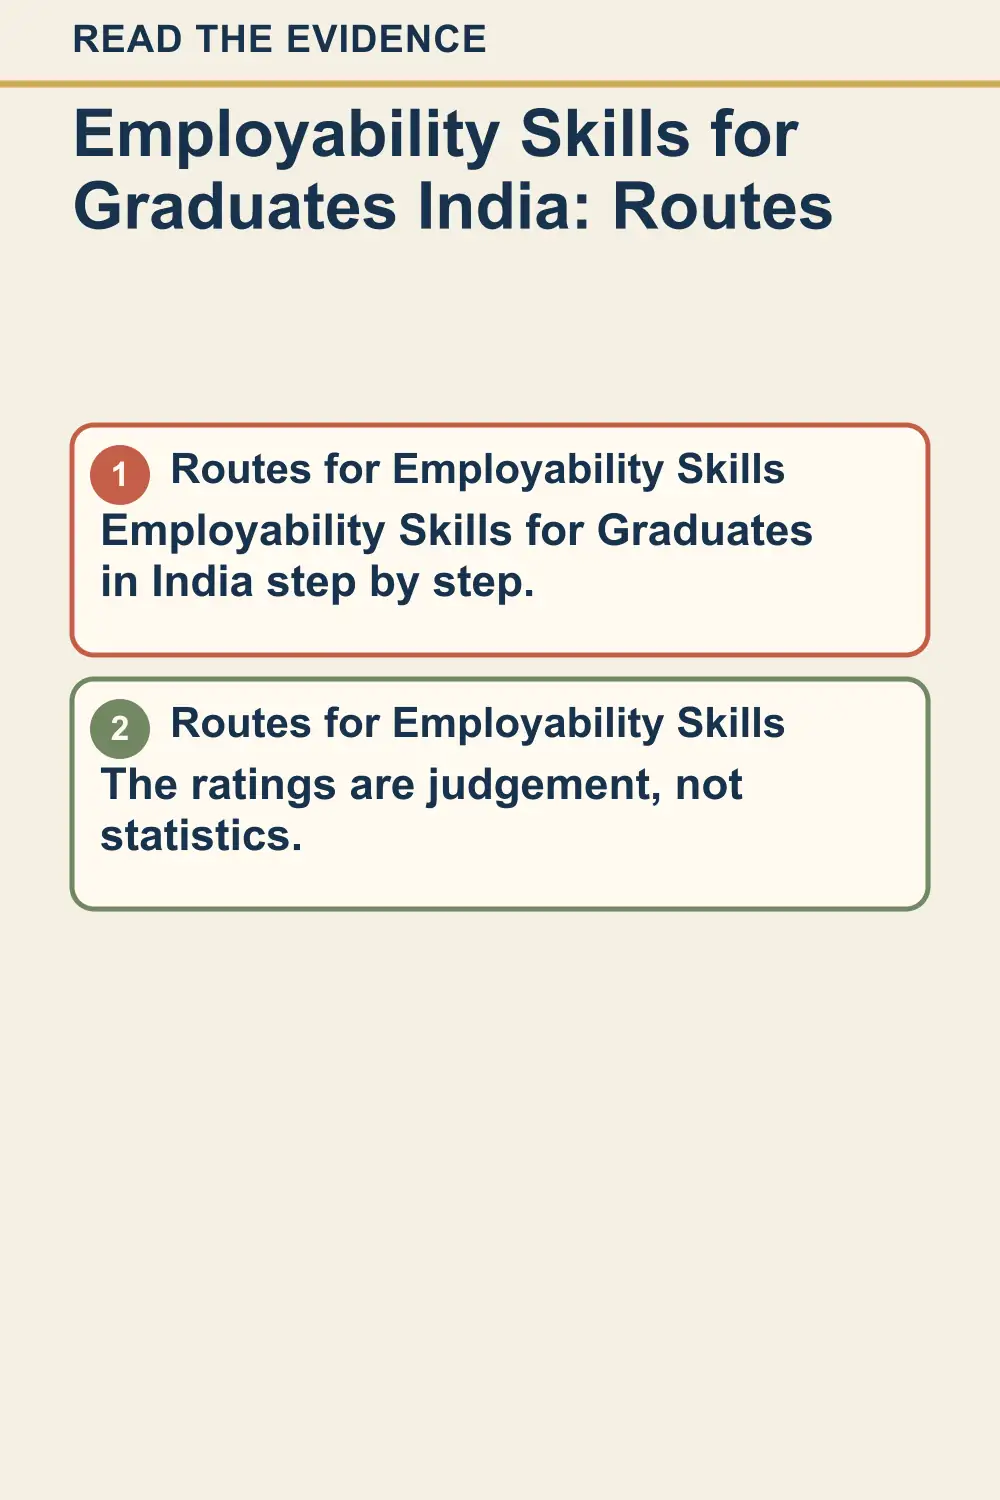 READ THE EVIDENCE
Employability Skills for
Graduates India: Routes
1 Routes for Employability Skills
Employability Skills for Graduates
in India step by step.
2 Routes for Employability Skills
The ratings are judgement, not
statistics.